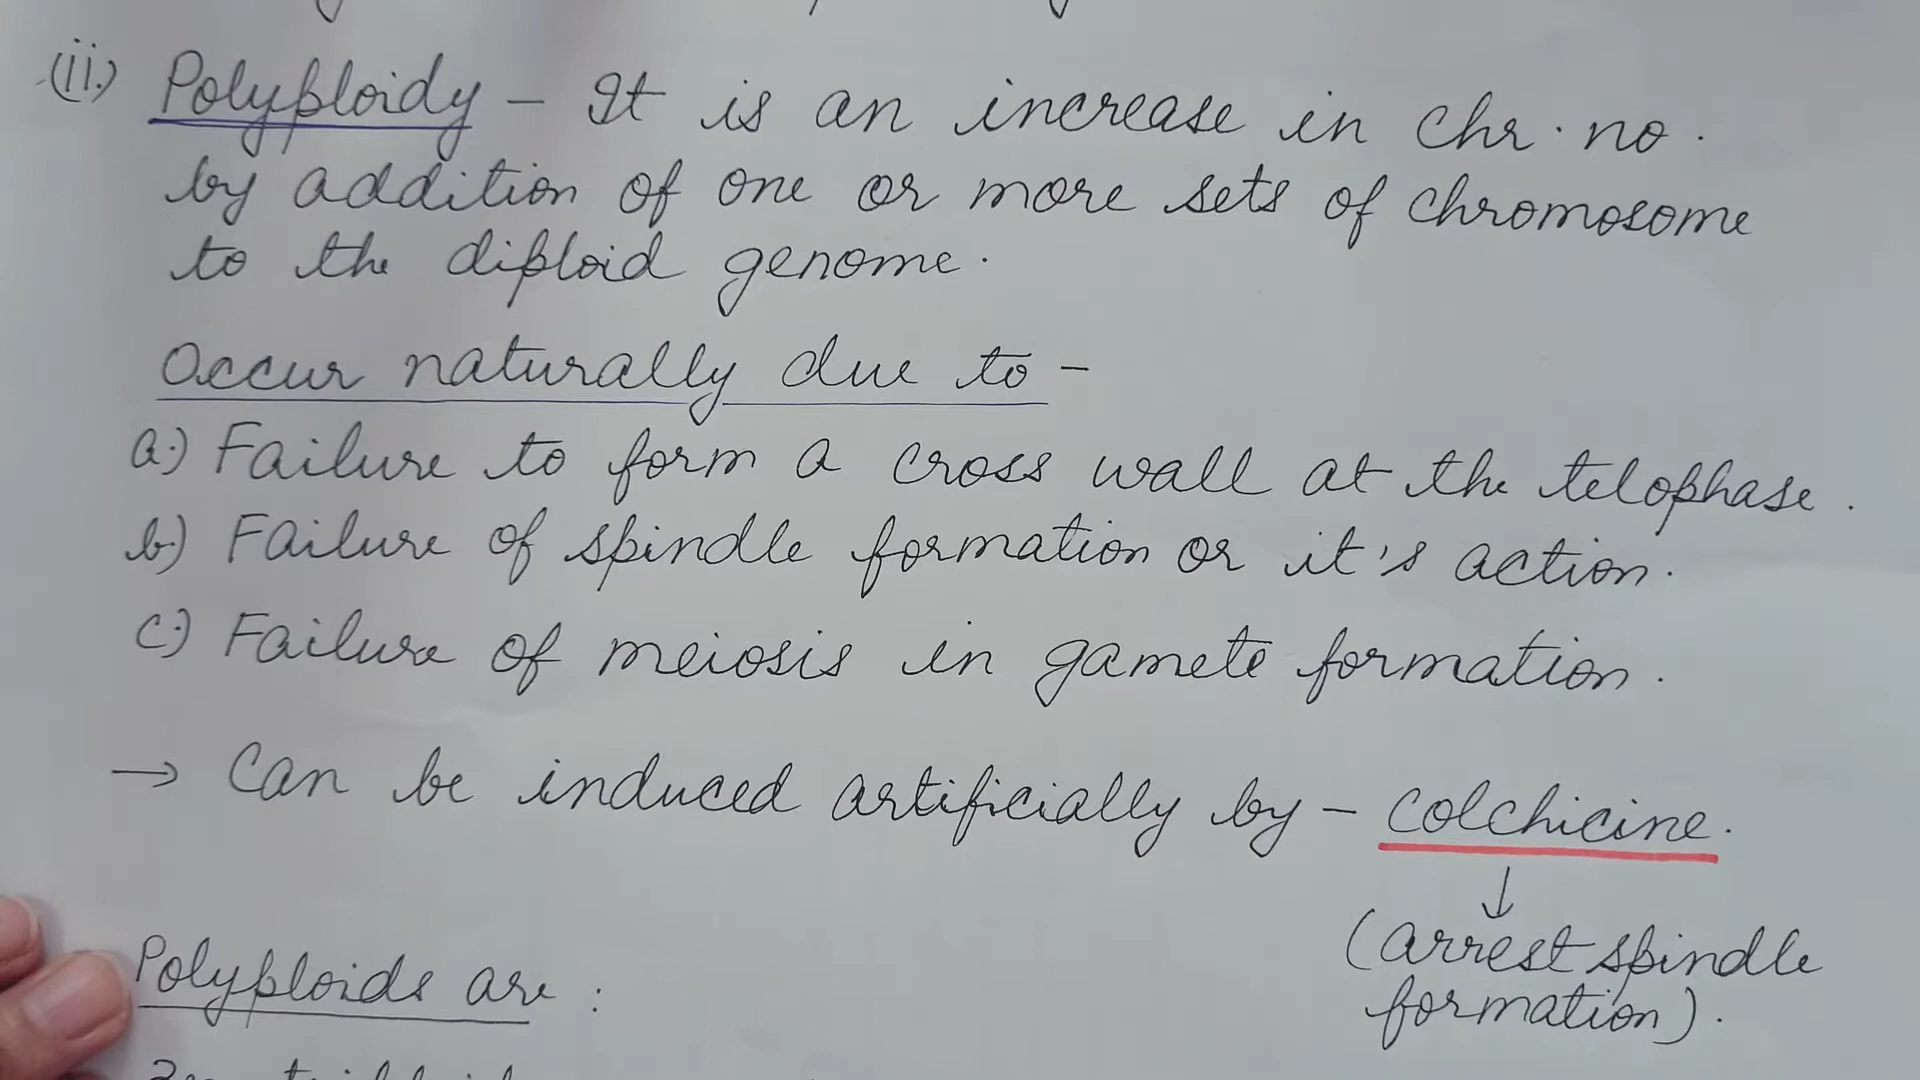 (ii.) Polyploidy - It is an increase in chr. no.
by addition of one or more sets of chromosome
to the diploid genome.
Occur naturally due to -
a.) Failure to form a cross wall at the telophase.
b.) Failure of spindle formation or it's action.
c.) Failure of meiosis in gamete formation.
→ Can be induced artificially by - colchicine.
↓
(arrest spindle
formation).
Polyploids are :